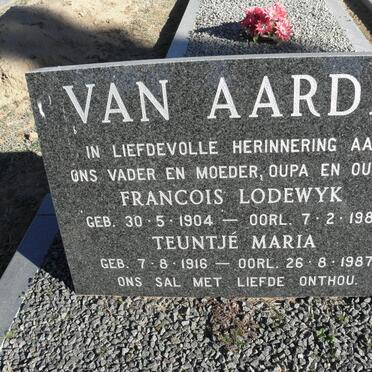 VAN AARD
IN LIEFDEVOLLE HERINNERING AA
ONS VADER EN MOEDER, OUPA EN OU
FRANCOIS LODEWYK
GEB. 30-5-1904 — OORL. 7-2-198
TEUNTJÉ MARIA
GEB. 7-8-1916 — OORL. 26-8-1987
ONS SAL MET LIEFDE ONTHOU.